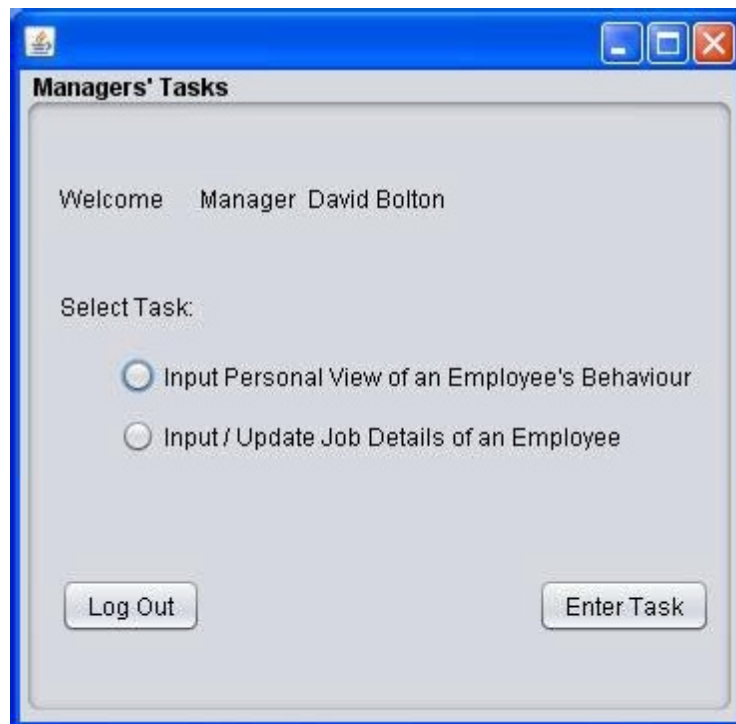 Managers' Tasks
Welcome Manager David Bolton
Select Task:
Input Personal View of an Employee's Behaviour
Input / Update Job Details of an Employee
Log Out Enter Task